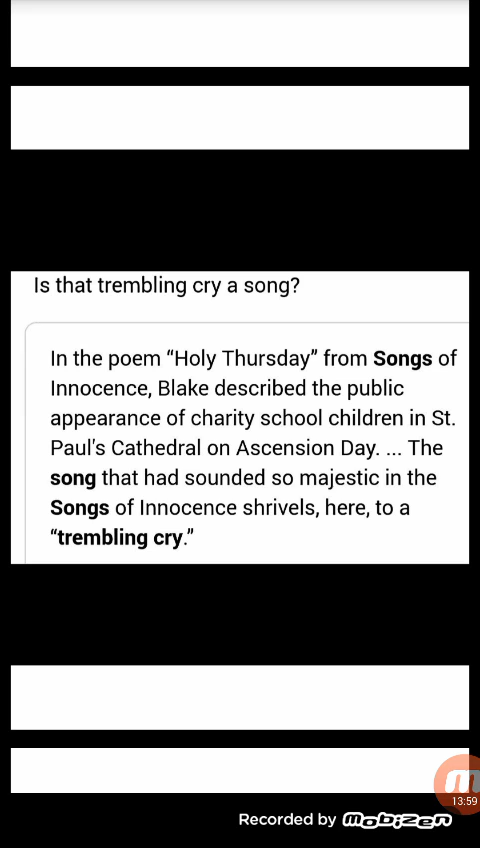 Is that trembling cry a song?
In the poem “Holy Thursday” from Songs of
Innocence, Blake described the public
appearance of charity school children in St.
Paul's Cathedral on Ascension Day. ... The
song that had sounded so majestic in the
Songs of Innocence shrivels, here, to a
“trembling cry.”
13:59
Recorded by Mobizen